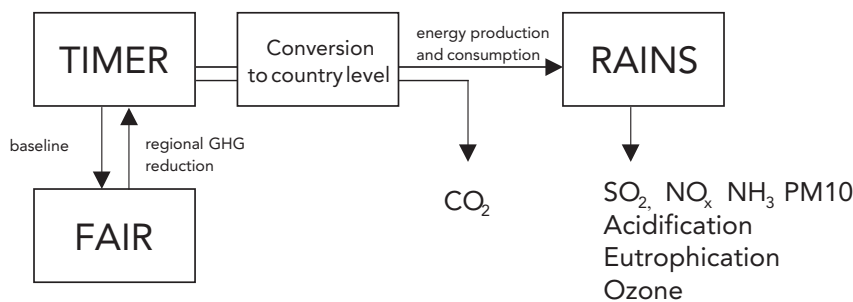 TIMER
Conversion
to country level
energy production
and consumption
RAINS
baseline
regional GHG
reduction
FAIR
CO₂
SO₂, NOₓ NH₃ PM10
Acidification
Eutrophication
Ozone